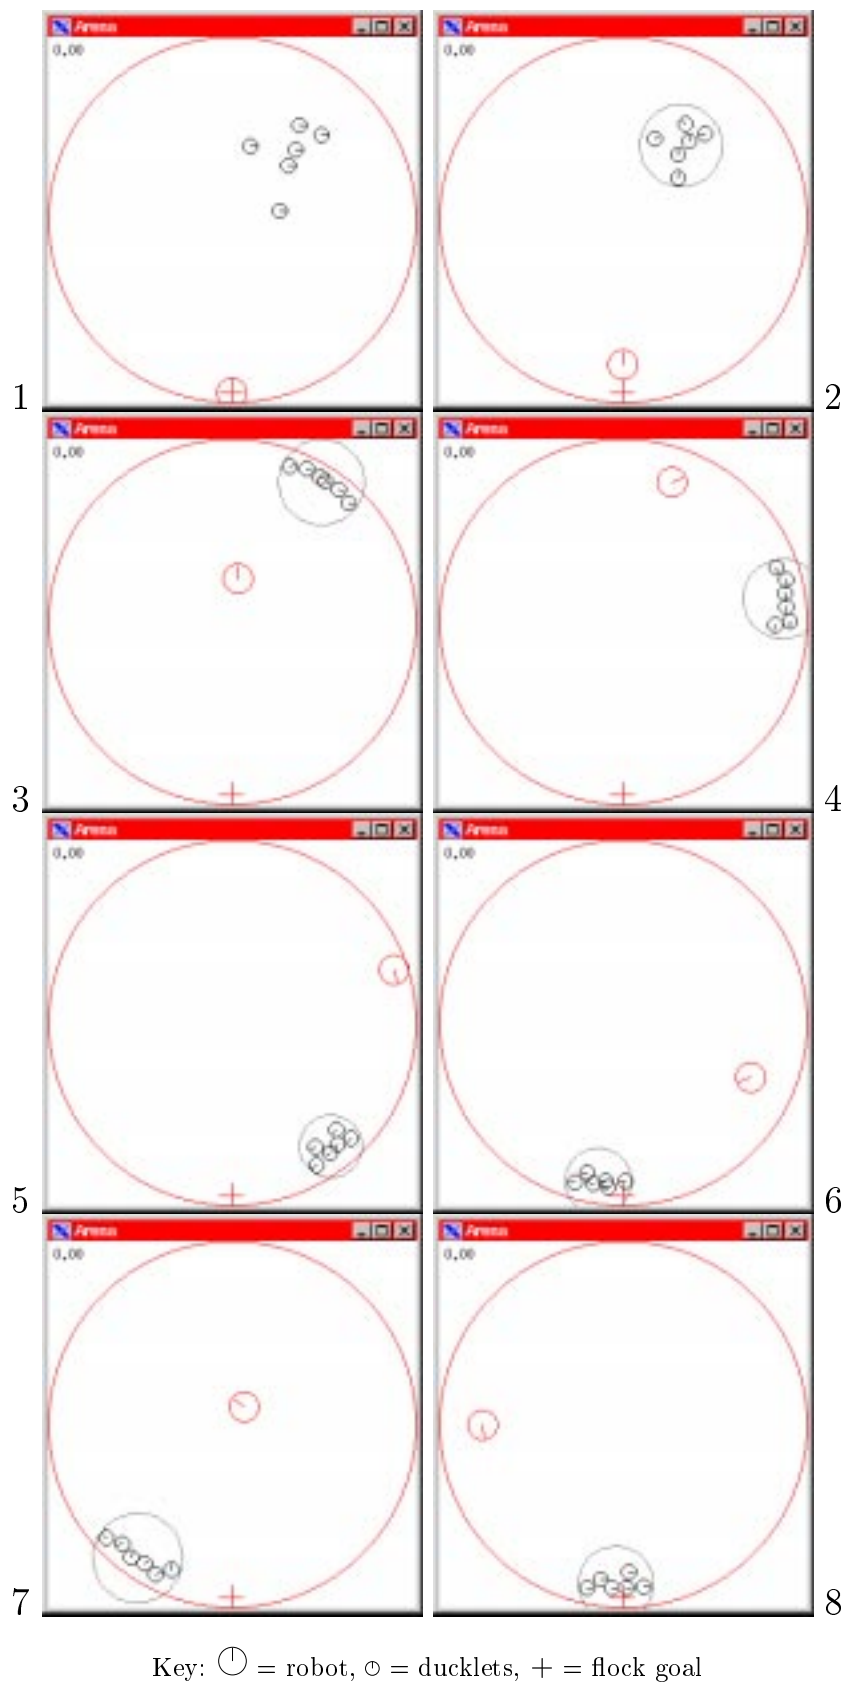 Arena
0.00
1
Arena
0.00
2
Arena
0.00
3
Arena
0.00
4
Arena
0.00
5
Arena
0.00
6
Arena
0.00
7
Arena
0.00
8
Key: = robot, = ducklets, + = flock goal